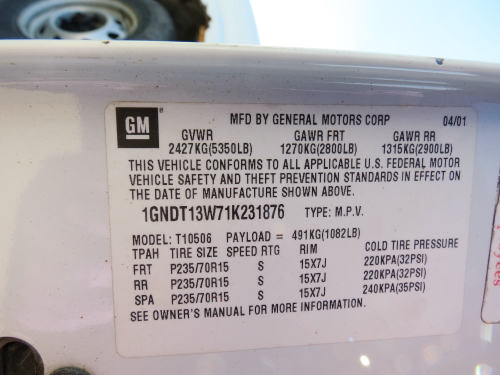 GM
MFD BY GENERAL MOTORS CORP 04/01
GVWR GAWR FRT GAWR RR
2427KG(5350LB) 1270KG(2800LB) 1315KG(2900LB)
THIS VEHICLE CONFORMS TO ALL APPLICABLE U.S. FEDERAL MOTOR
VEHICLE SAFETY AND THEFT PREVENTION STANDARDS IN EFFECT ON
THE DATE OF MANUFACTURE SHOWN ABOVE.
1GNDT13W71K231876 TYPE: M.P.V.
MODEL: T10506 PAYLOAD = 491KG(1082LB)
TPAH TIRE SIZE SPEED RTG RIM COLD TIRE PRESSURE
FRT P235/70R15 S 15X7J 220KPA(32PSI)
RR P235/70R15 S 15X7J 220KPA(32PSI)
SPA P235/70R15 S 15X7J 240KPA(35PSI)
SEE OWNER'S MANUAL FOR MORE INFORMATION.